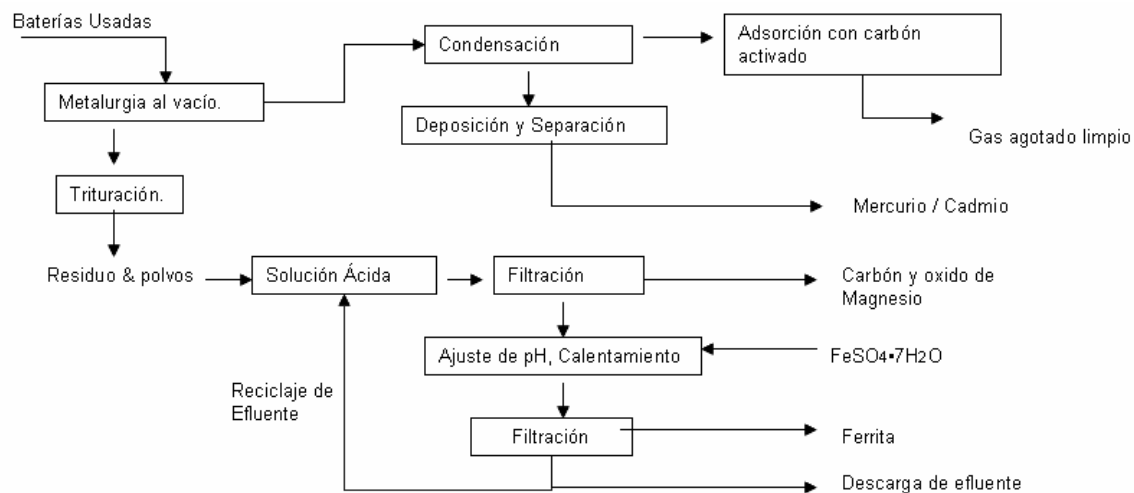 Baterías Usadas
Condensación
Adsorción con carbón
activado
Metalurgia al vacío.
Deposición y Separación
Gas agotado limpio
Trituración.
Mercurio / Cadmio
Residuo & polvos
Solución Ácida
Filtración
Carbón y oxido de
Magnesio
Ajuste de pH, Calentamiento
FeSO4•7H2O
Reciclaje de
Efluente
Filtración
Ferrita
Descarga de efluente